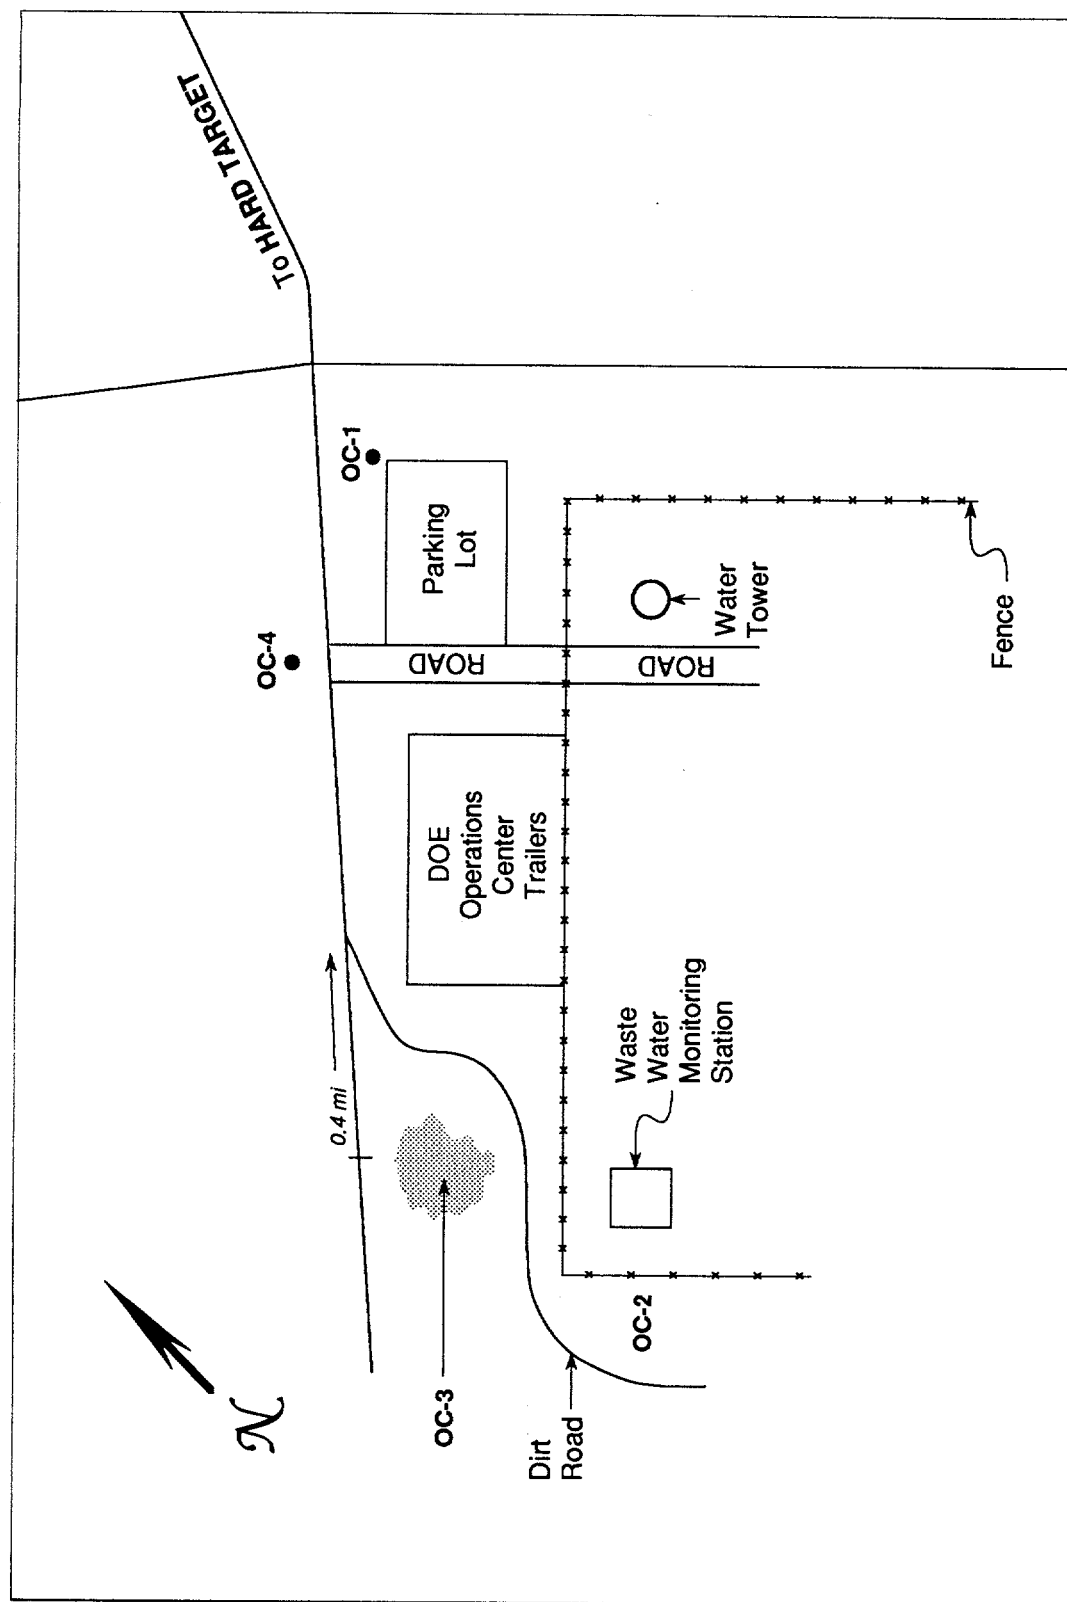 To HARD TARGET
OC-1
Parking
Lot
OC-4
ROAD
ROAD
Water
Tower
Fence
DOE
Operations
Center
Trailers
0.4 mi
Waste
Water
Monitoring
Station
OC-3
OC-2
Dirt
Road
N